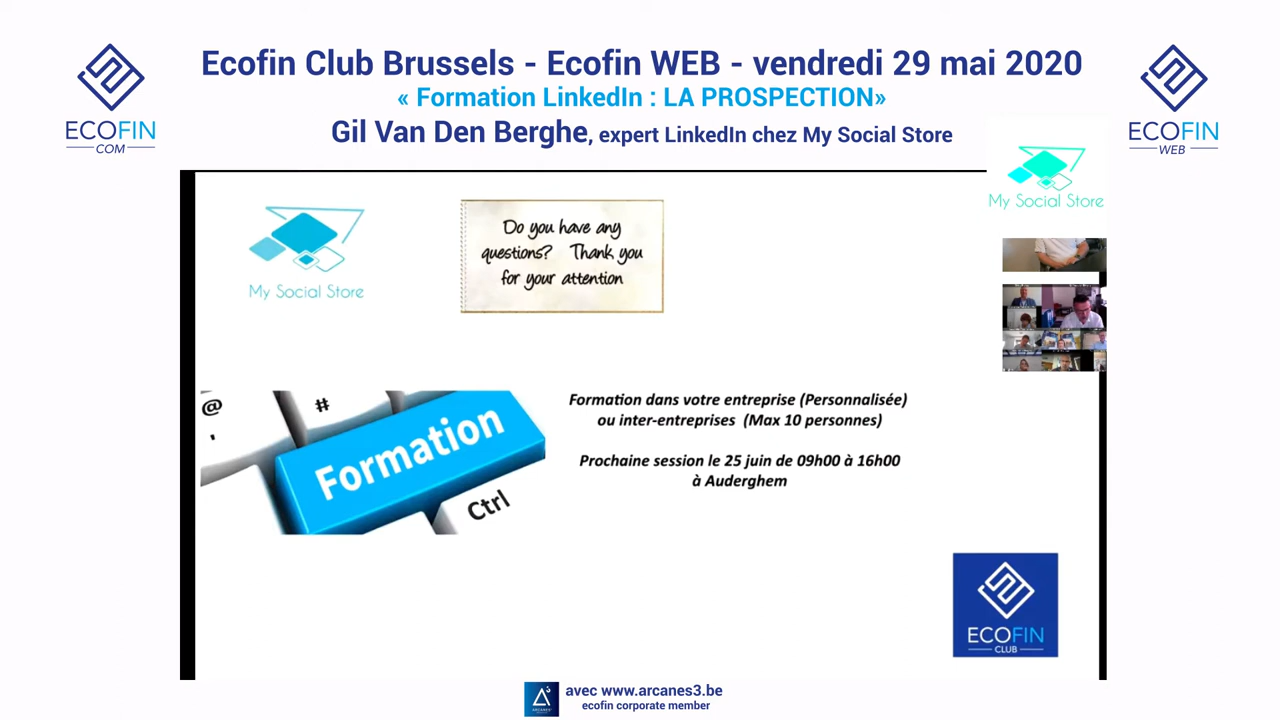 Ecofin Club Brussels - Ecofin WEB - vendredi 29 mai 2020
« Formation LinkedIn : LA PROSPECTION»
Gil Van Den Berghe, expert LinkedIn chez My Social Store
ECOFIN
COM
ECOFIN
WEB
My Social Store
My Social Store
Do you have any
questions? Thank you
for your attention
@
#
'
Formation
Ctrl
Formation dans votre entreprise (Personnalisée)
ou inter-entreprises (Max 10 personnes)
Prochaine session le 25 juin de 09h00 à 16h00
à Auderghem
ECOFIN
CLUB
ARCANES
avec www.arcanes3.be
ecofin corporate member